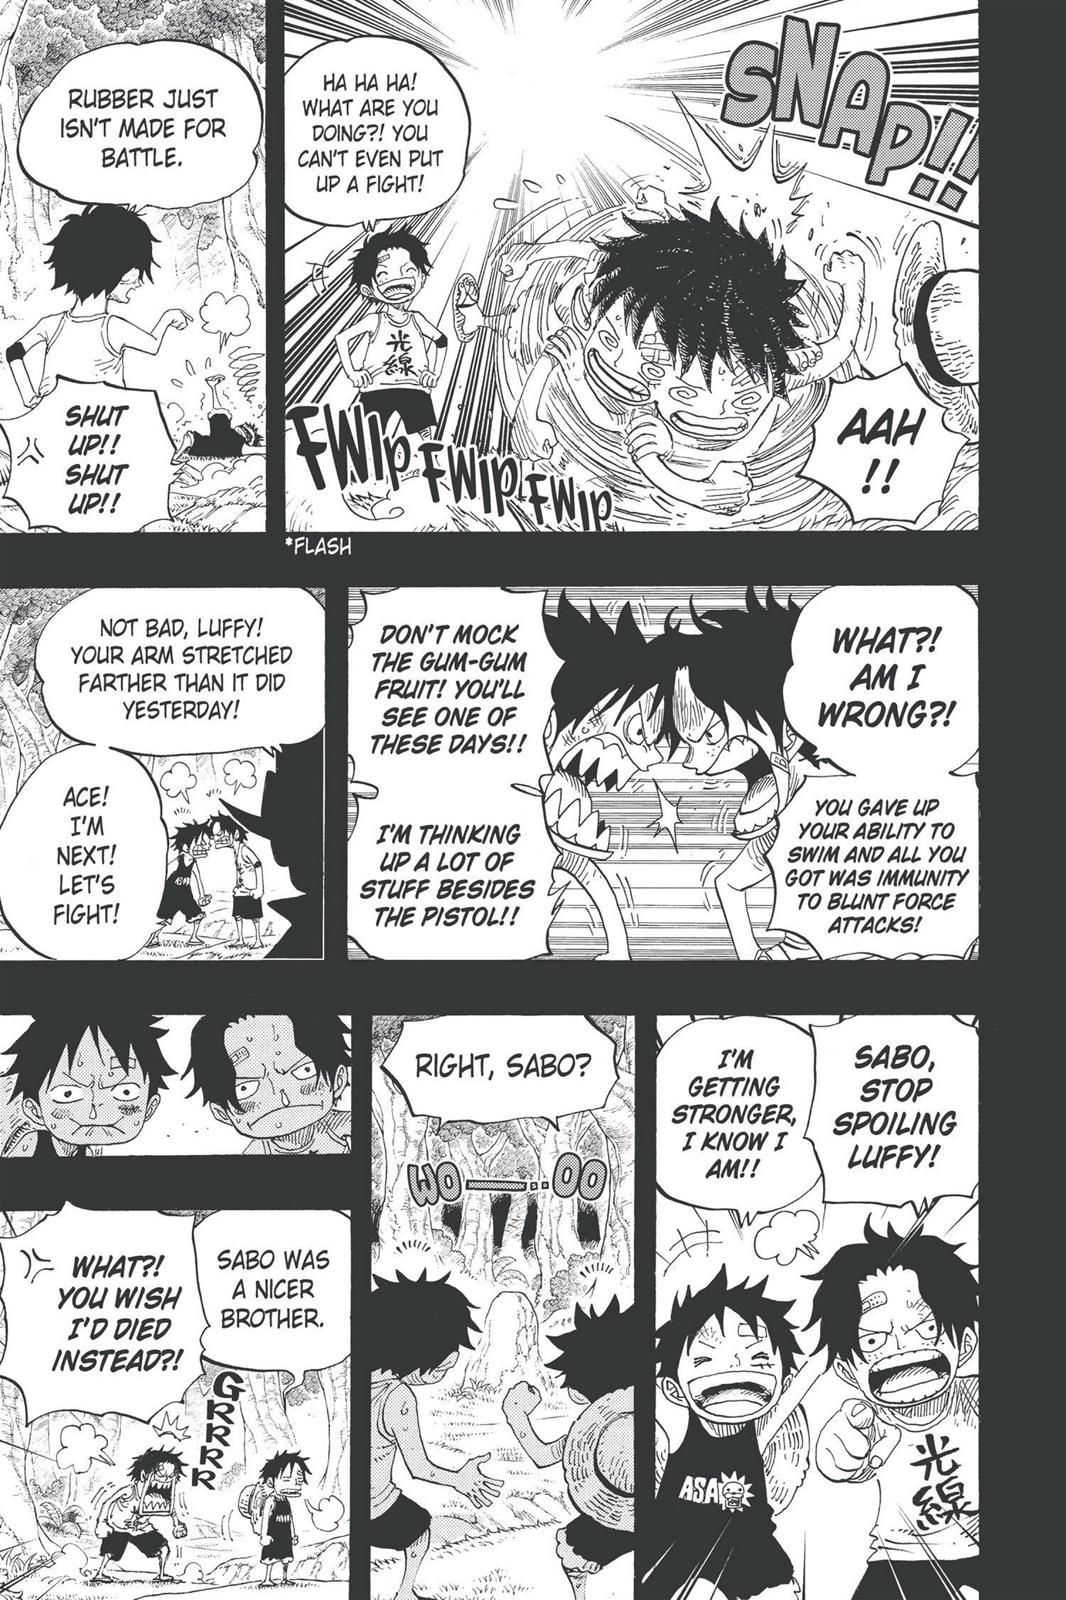 SNAP!!
HA HA HA!
WHAT ARE YOU
DOING?! YOU
CAN'T EVEN PUT
UP A FIGHT!
光
線
AAH
!!
FWIP
FWIP
FWIP
*FLASH
RUBBER JUST
ISN'T MADE FOR
BATTLE.
SHUT
UP!!
SHUT
UP!!
WHAT?!
AM I
WRONG?!
YOU GAVE UP
YOUR ABILITY TO
SWIM AND ALL YOU
GOT WAS IMMUNITY
TO BLUNT FORCE
ATTACKS!
DON'T MOCK
THE GUM-GUM
FRUIT! YOU'LL
SEE ONE OF
THESE DAYS!!
I'M THINKING
UP A LOT OF
STUFF BESIDES
THE PISTOL!!
NOT BAD, LUFFY!
YOUR ARM STRETCHED
FARTHER THAN IT DID
YESTERDAY!
ACE!
I'M
NEXT!
LET'S
FIGHT!
SABO,
STOP
SPOILING
LUFFY!
I'M
GETTING
STRONGER,
I KNOW I
AM!!
ASA
光
線
RIGHT, SABO?
WO—..OO
SABO WAS
A NICER
BROTHER.
WHAT?!
YOU WISH
I'D DIED
INSTEAD?!
GRRRR